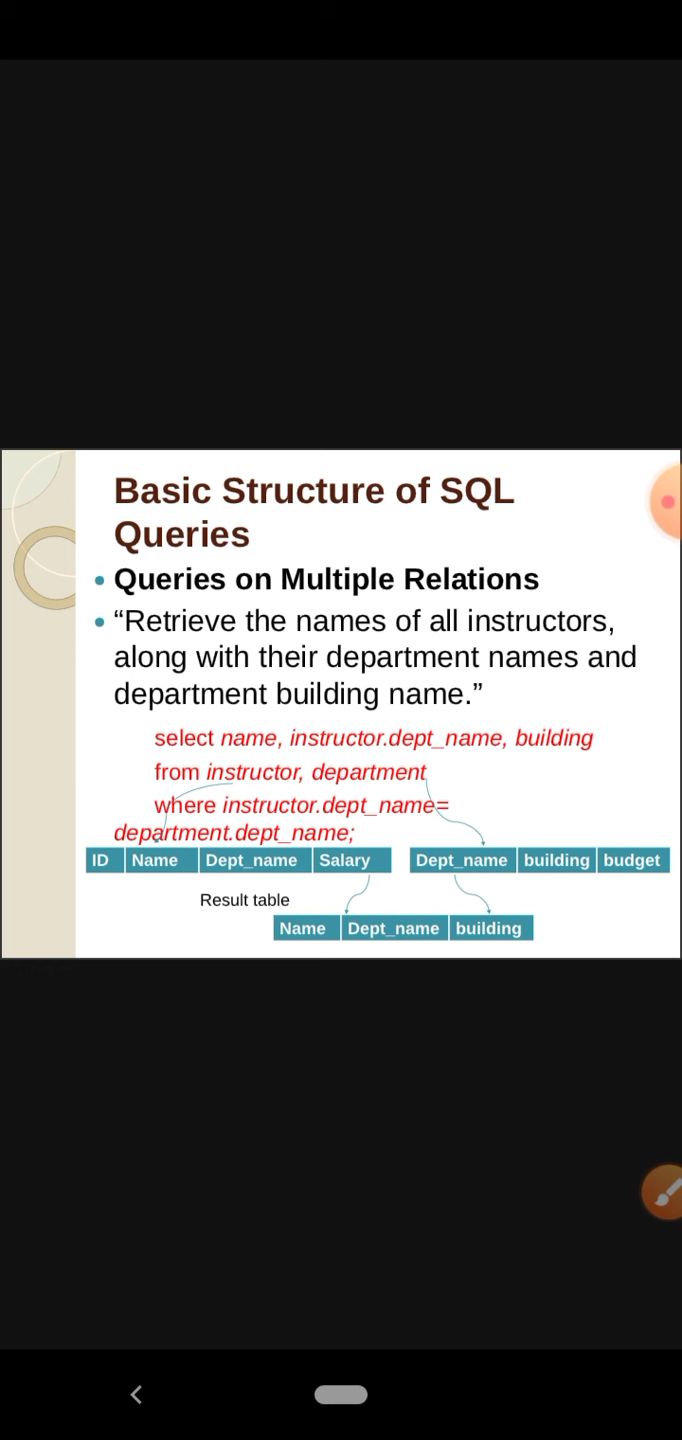 Basic Structure of SQL
Queries
• Queries on Multiple Relations
• “Retrieve the names of all instructors,
along with their department names and
department building name.”
select name, instructor.dept_name, building
from instructor, department
where instructor.dept_name=
department.dept_name;
ID Name Dept_name Salary Dept_name building budget
Result table
Name Dept_name building